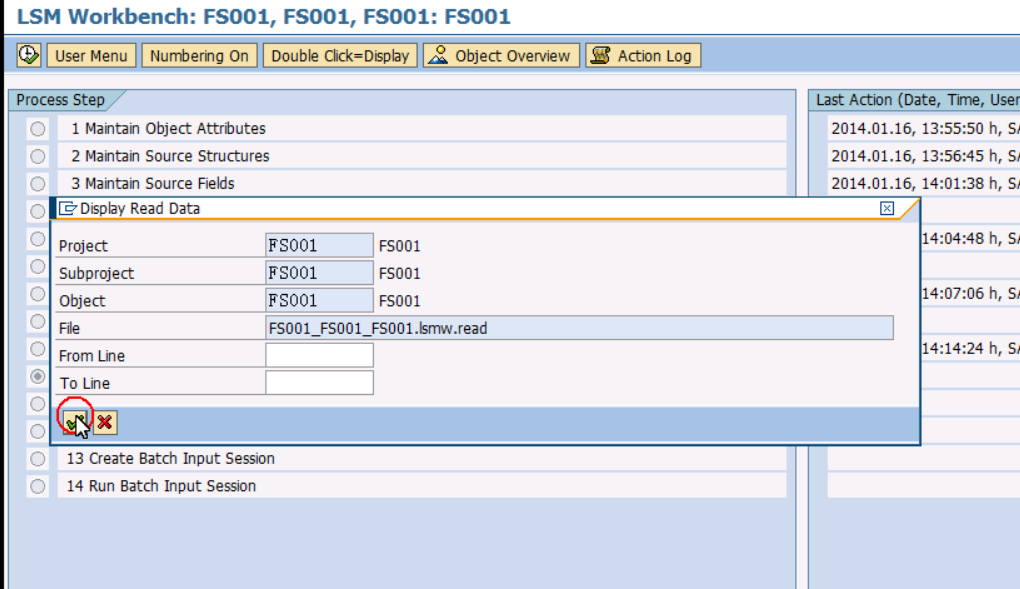 LSM Workbench: FS001, FS001, FS001: FS001
User Menu Numbering On Double Click=Display Object Overview Action Log
Process Step Last Action (Date, Time, User
1 Maintain Object Attributes 2014.01.16, 13:55:50 h, SA
2 Maintain Source Structures 2014.01.16, 13:56:45 h, SA
3 Maintain Source Fields 2014.01.16, 14:01:38 h, SA
Display Read Data
Project FS001 FS001
14:04:48 h, SA
Subproject FS001 FS001
Object FS001 FS001
14:07:06 h, SA
File FS001_FS001_FS001.lsmw.read
From Line
14:14:24 h, SA
To Line
13 Create Batch Input Session
14 Run Batch Input Session